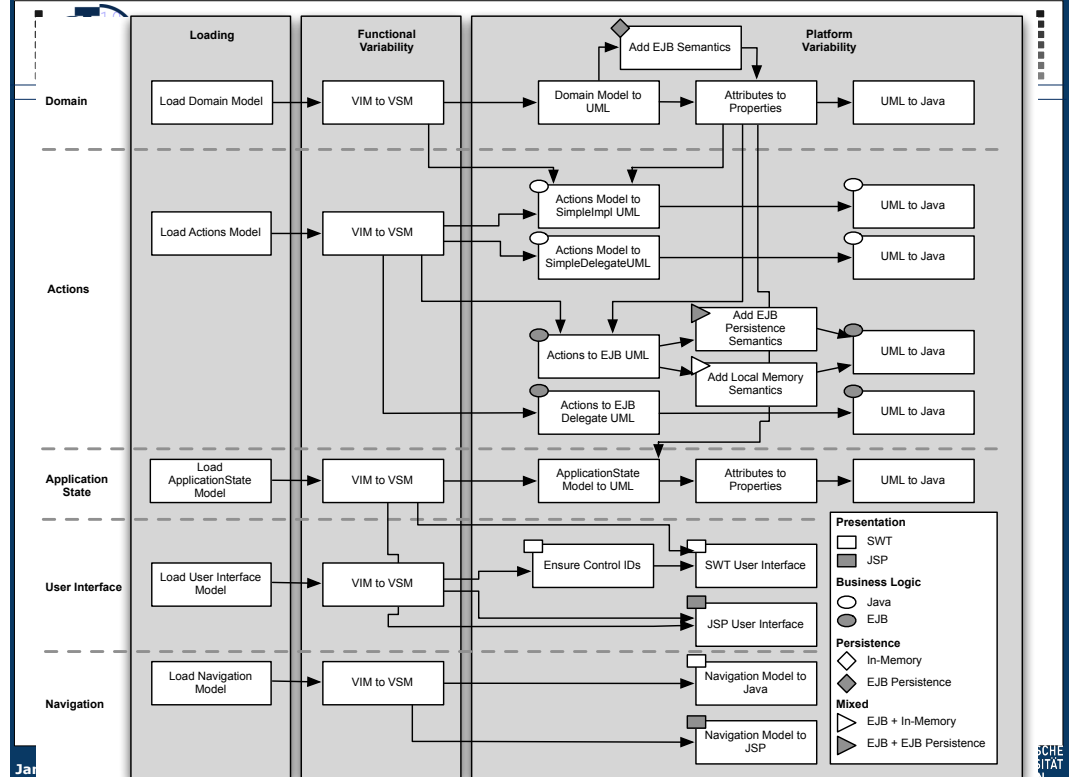 Loading
Functional
Variability
Platform
Variability
Add EJB Semantics
Domain
Load Domain Model
VIM to VSM
Domain Model to
UML
Attributes to
Properties
UML to Java
Actions
Load Actions Model
VIM to VSM
Actions Model to
SimpleImpl UML
UML to Java
Actions Model to
SimpleDelegateUML
UML to Java
Actions to EJB UML
Add EJB
Persistence
Semantics
Add Local Memory
Semantics
UML to Java
Actions to EJB
Delegate UML
UML to Java
Application
State
Load
ApplicationState
Model
VIM to VSM
ApplicationState
Model to UML
Attributes to
Properties
UML to Java
User Interface
Load User Interface
Model
VIM to VSM
Ensure Control IDs
SWT User Interface
JSP User Interface
Navigation
Load Navigation
Model
VIM to VSM
Navigation Model to
Java
Navigation Model to
JSP
Presentation
SWT
JSP
Business Logic
Java
EJB
Persistence
In-Memory
EJB Persistence
Mixed
EJB + In-Memory
EJB + EJB Persistence
Jar
SCHE
SITÄT